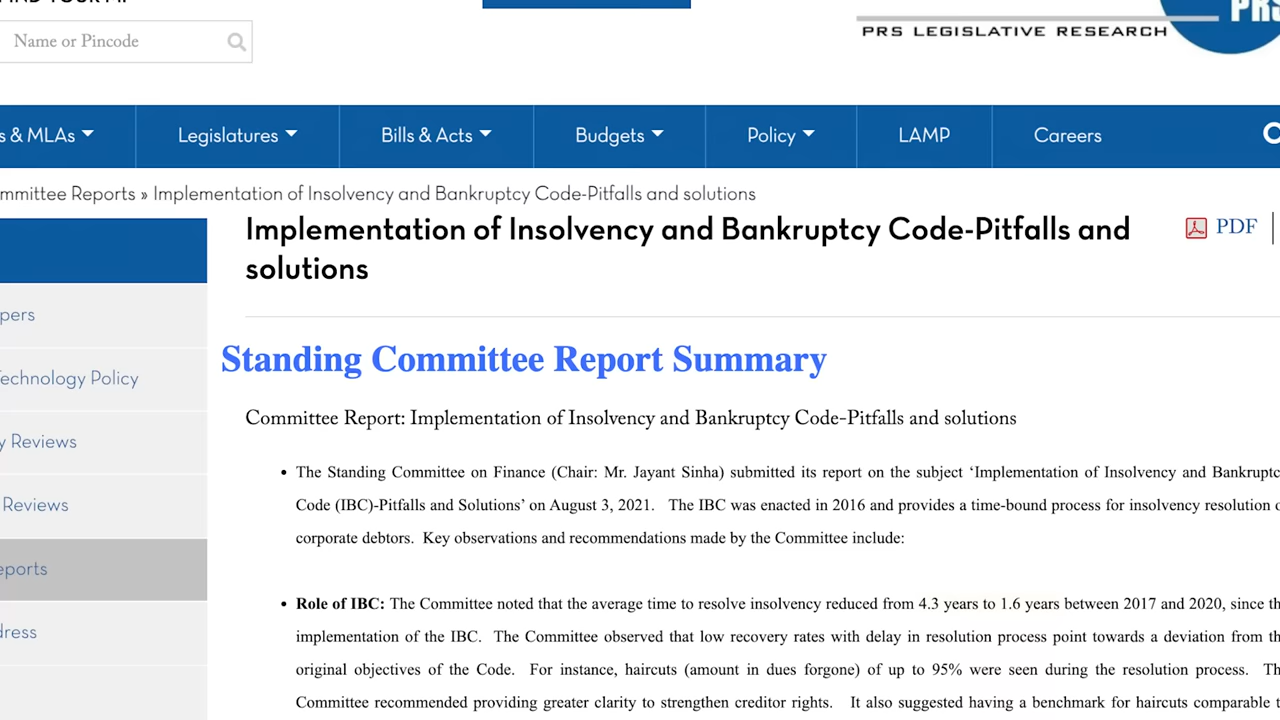 Name or Pincode
PRS
PRS LEGISLATIVE RESEARCH
s & MLAs
Legislatures
Bills & Acts
Budgets
Policy
LAMP
Careers
mmittee Reports » Implementation of Insolvency and Bankruptcy Code-Pitfalls and solutions
Implementation of Insolvency and Bankruptcy Code-Pitfalls and
solutions
PDF
pers
Technology Policy
y Reviews
Reviews
eports
dress
Standing Committee Report Summary
Committee Report: Implementation of Insolvency and Bankruptcy Code-Pitfalls and solutions
• The Standing Committee on Finance (Chair: Mr. Jayant Sinha) submitted its report on the subject ‘Implementation of Insolvency and Bankruptc
Code (IBC)-Pitfalls and Solutions’ on August 3, 2021. The IBC was enacted in 2016 and provides a time-bound process for insolvency resolution o
corporate debtors. Key observations and recommendations made by the Committee include:
• Role of IBC: The Committee noted that the average time to resolve insolvency reduced from 4.3 years to 1.6 years between 2017 and 2020, since th
implementation of the IBC. The Committee observed that low recovery rates with delay in resolution process point towards a deviation from th
original objectives of the Code. For instance, haircuts (amount in dues forgone) of up to 95% were seen during the resolution process. Th
Committee recommended providing greater clarity to strengthen creditor rights. It also suggested having a benchmark for haircuts comparable t